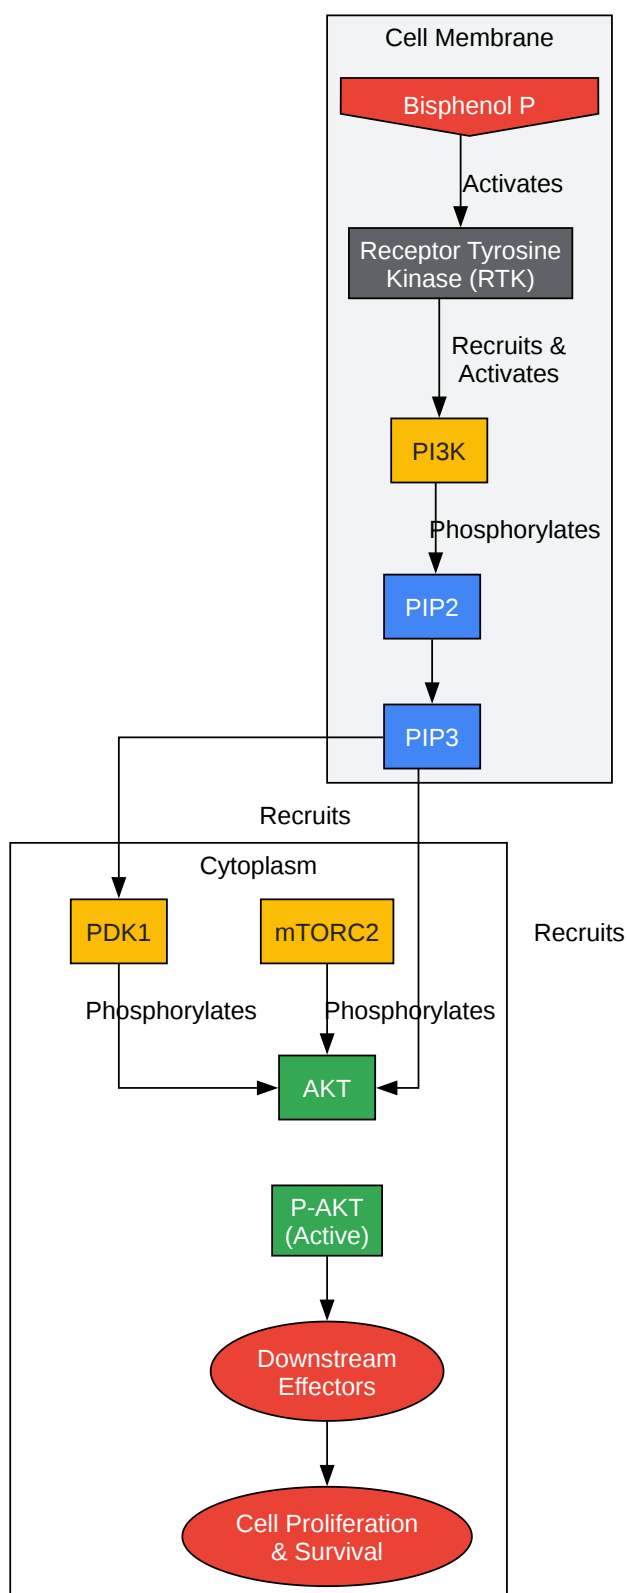 Cell Membrane
Bisphenol P
Activates
Receptor Tyrosine
Kinase (RTK)
Recruits &
Activates
PI3K
Phosphorylates
PIP2
PIP3
Recruits
Cytoplasm
PDK1
mTORC2
Recruits
Phosphorylates
Phosphorylates
AKT
P-AKT
(Active)
Downstream
Effectors
Cell Proliferation
& Survival